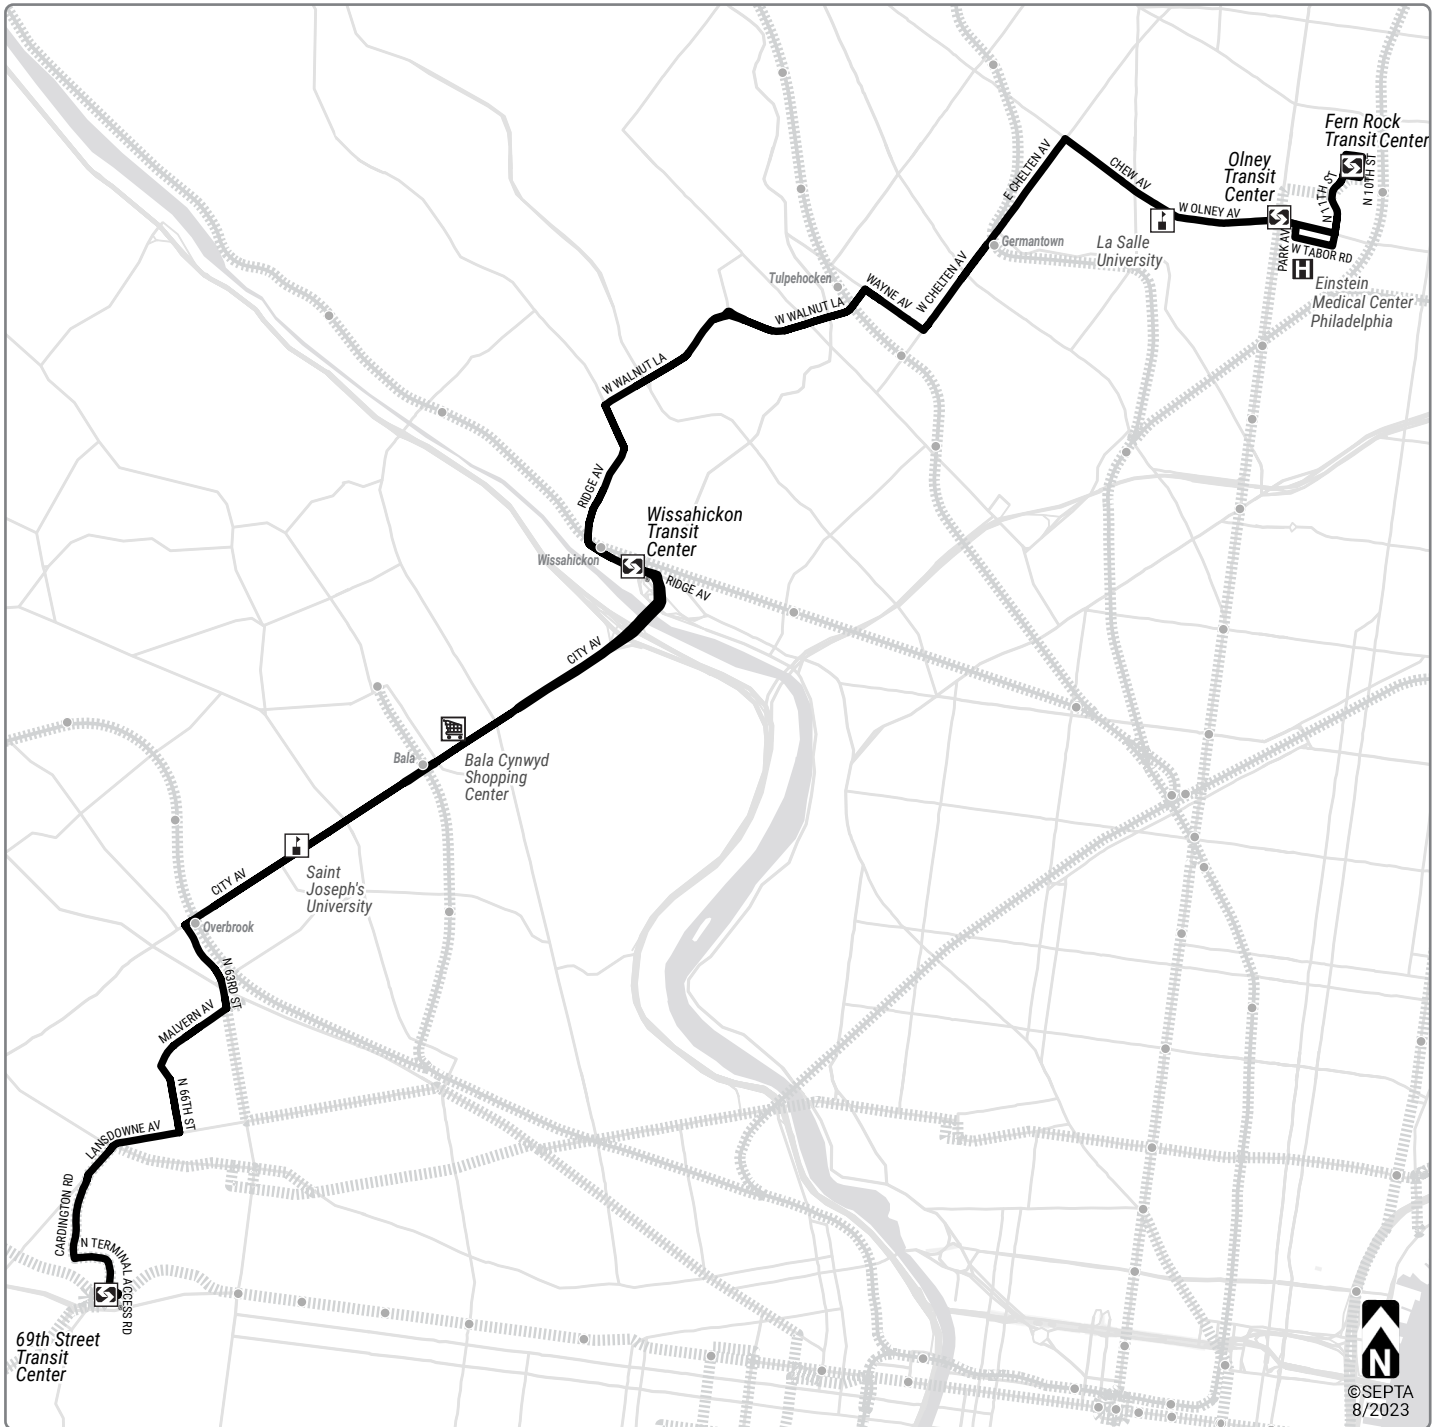 Fern Rock
Transit Center
Olney
Transit
Center
N 10TH ST
N 11TH ST
E CHELTEN AV
CHEW AV
W OLNEY AV
La Salle
University
PARK AV
W TABOR RD
H
Einstein
Medical Center
Philadelphia
Germantown
W CHELTEN AV
Tulpehocken
WAYNE AV
W WALNUT LA
W WALNUT LA
RIDGE AV
Wissahickon
Transit
Center
Wissahickon
RIDGE AV
CITY AV
Bala
Bala Cynwyd
Shopping
Center
Saint
Joseph's
University
CITY AV
Overbrook
N 63RD ST
MALVERN AV
N 66TH ST
LANSDOWNE AV
CARDINGTON RD
N TERMINAL ACCESS RD
69th Street
Transit
Center
N
©SEPTA
8/2023